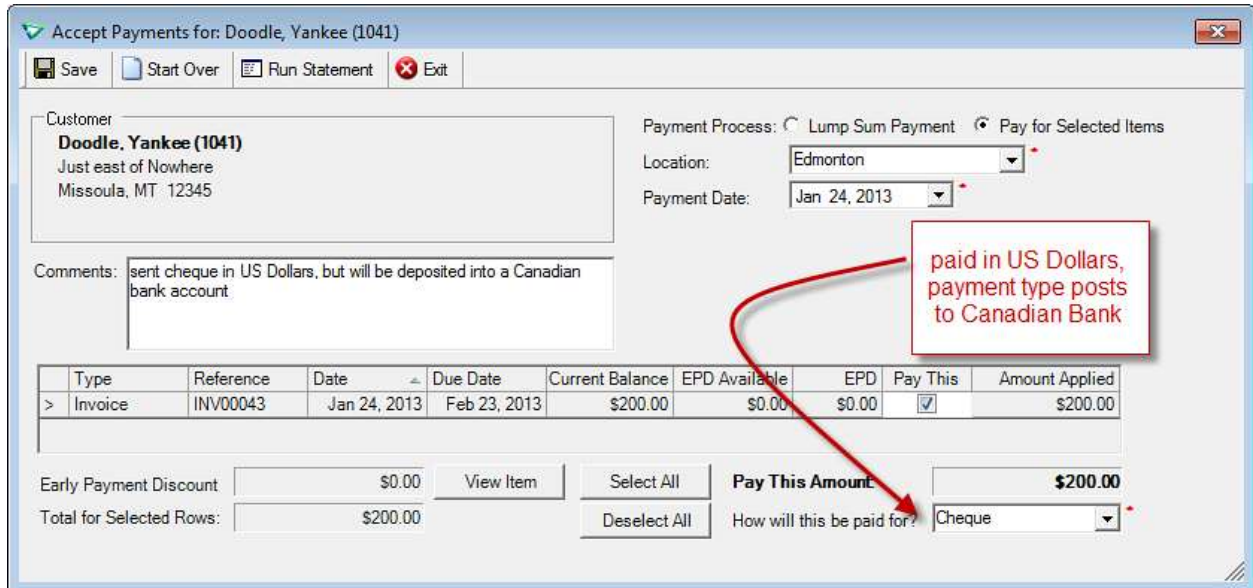 Accept Payments for: Doodle, Yankee (1041)
Save Start Over Run Statement Exit
Customer
Doodle, Yankee (1041)
Just east of Nowhere
Missoula, MT 12345
Payment Process: Lump Sum Payment Pay for Selected Items
Location: Edmonton *
Payment Date: Jan 24, 2013 *
Comments: sent cheque in US Dollars, but will be deposited into a Canadian
bank account
paid in US Dollars,
payment type posts
to Canadian Bank
Type Reference Date Due Date Current Balance EPD Available EPD Pay This Amount Applied
> Invoice INV00043 Jan 24, 2013 Feb 23, 2013 $200.00 $0.00 $0.00 $200.00
Early Payment Discount $0.00 View Item Select All Pay This Amount: $200.00
Total for Selected Rows: $200.00 Deselect All How will this be paid for? Cheque *